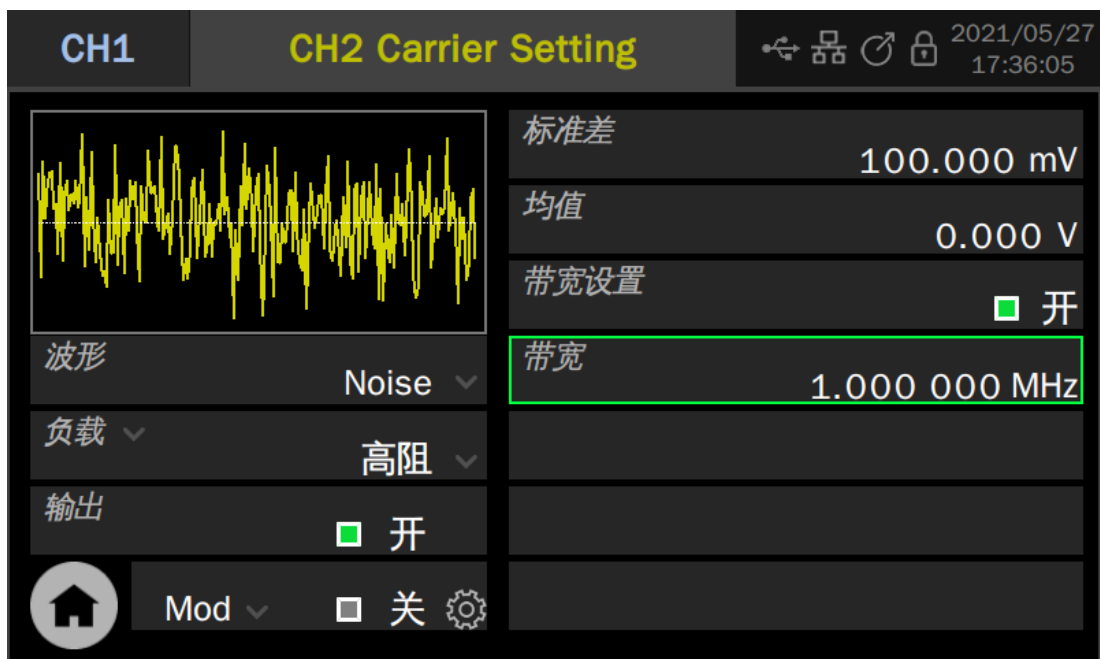 CH1
CH2 Carrier Setting
2021/05/27
17:36:05
标准差
100.000 mV
均值
0.000 V
带宽设置
开
带宽
1.000 000 MHz
波形
Noise
负载
高阻
输出
开
Mod
关